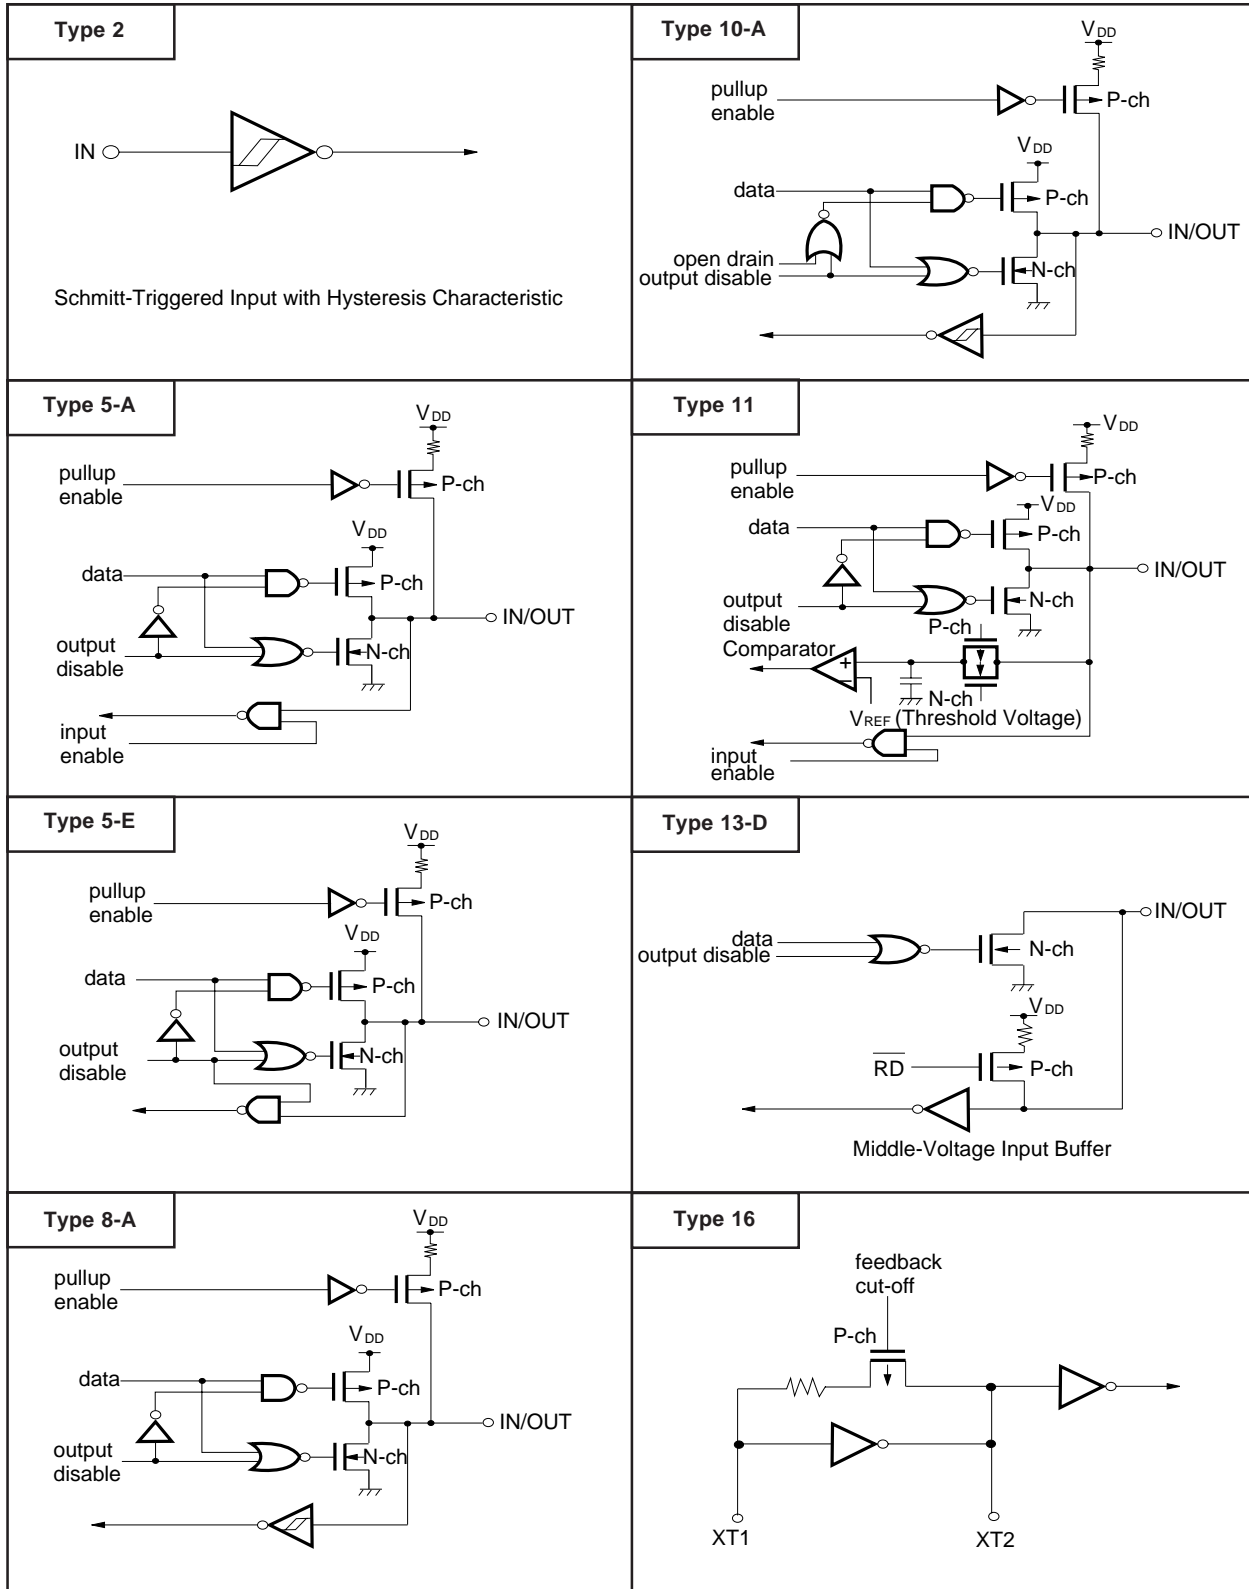 Type 2
IN
Schmitt-Triggered Input with Hysteresis Characteristic
Type 5-A
VDD
pullup
enable
P-ch
VDD
data
P-ch
IN/OUT
output
disable
N-ch
input
enable
Type 5-E
VDD
pullup
enable
P-ch
VDD
data
P-ch
IN/OUT
output
disable
N-ch
Type 8-A
VDD
pullup
enable
P-ch
VDD
data
P-ch
IN/OUT
output
disable
N-ch
Type 10-A
VDD
pullup
enable
P-ch
VDD
data
P-ch
IN/OUT
open drain
output disable
N-ch
Type 11
VDD
pullup
enable
P-ch
VDD
data
P-ch
IN/OUT
output
disable
N-ch
P-ch
Comparator
+
−
N-ch
VREF (Threshold Voltage)
input
enable
Type 13-D
IN/OUT
data
output disable
N-ch
VDD
RD
P-ch
Middle-Voltage Input Buffer
Type 16
feedback
cut-off
P-ch
XT1
XT2